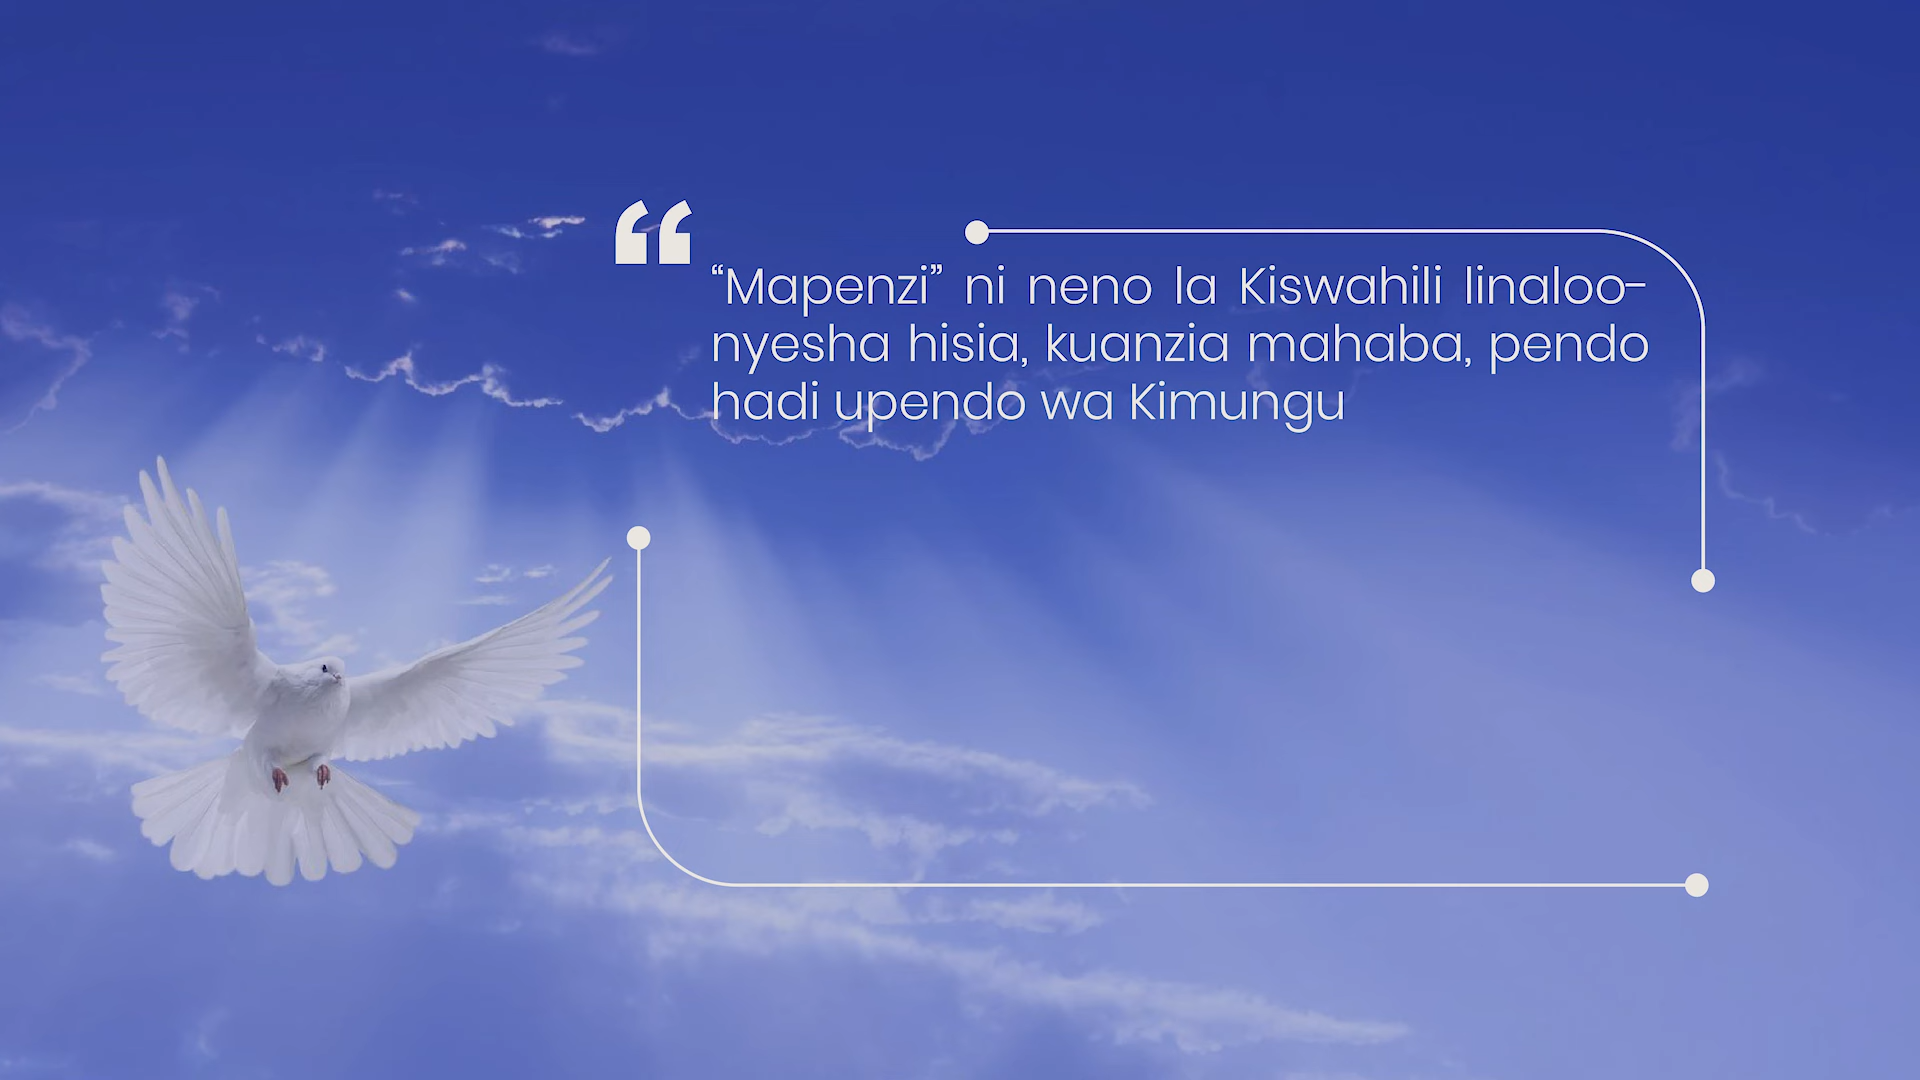 “Mapenzi” ni neno la Kiswahili linaloo-
nyesha hisia, kuanzia mahaba, pendo
hadi upendo wa Kimungu